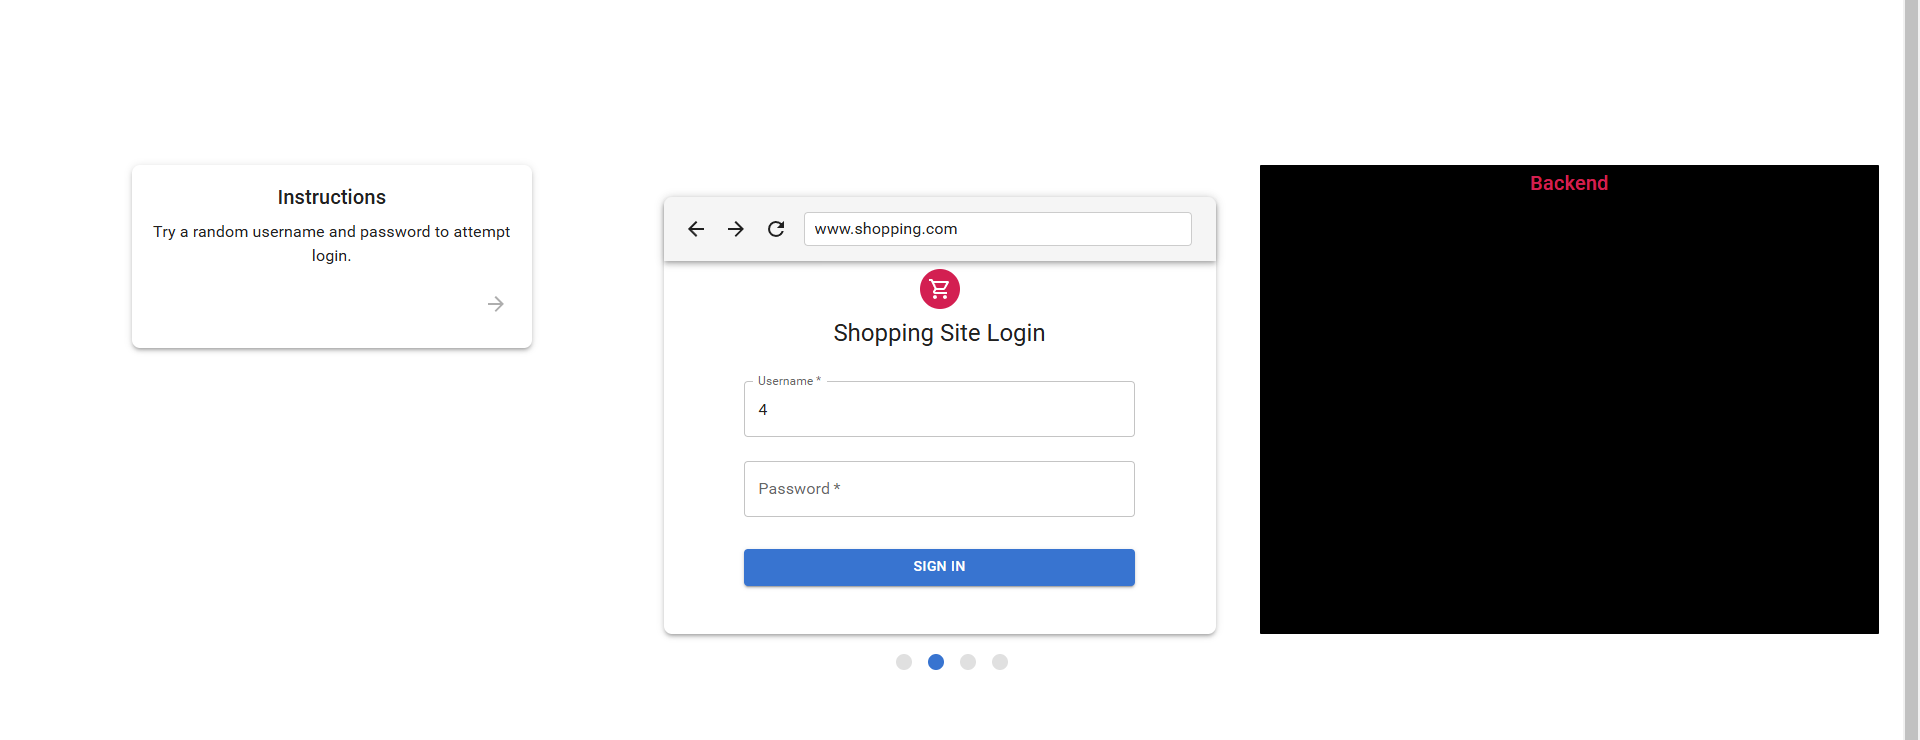 Instructions
Try a random username and password to attempt
login.
www.shopping.com
Shopping Site Login
Username *
4
Password *
SIGN IN
Backend